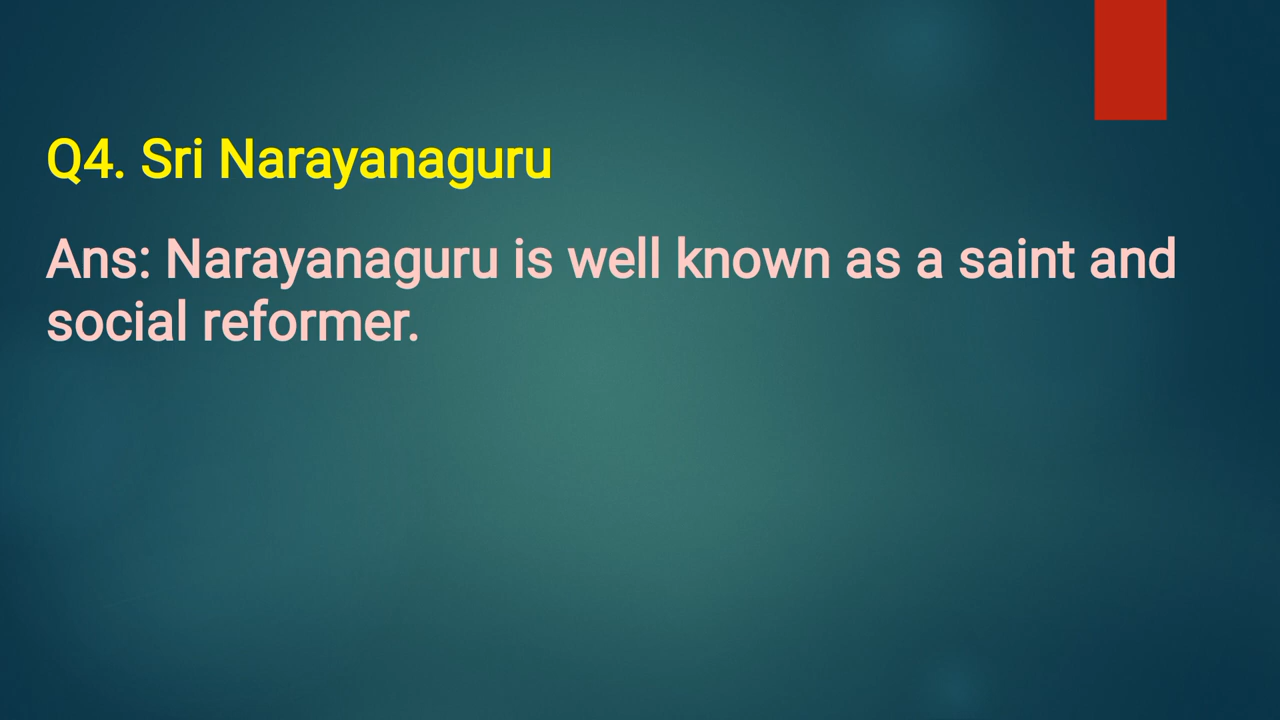 Q4. Sri Narayanaguru
Ans: Narayanaguru is well known as a saint and
social reformer.